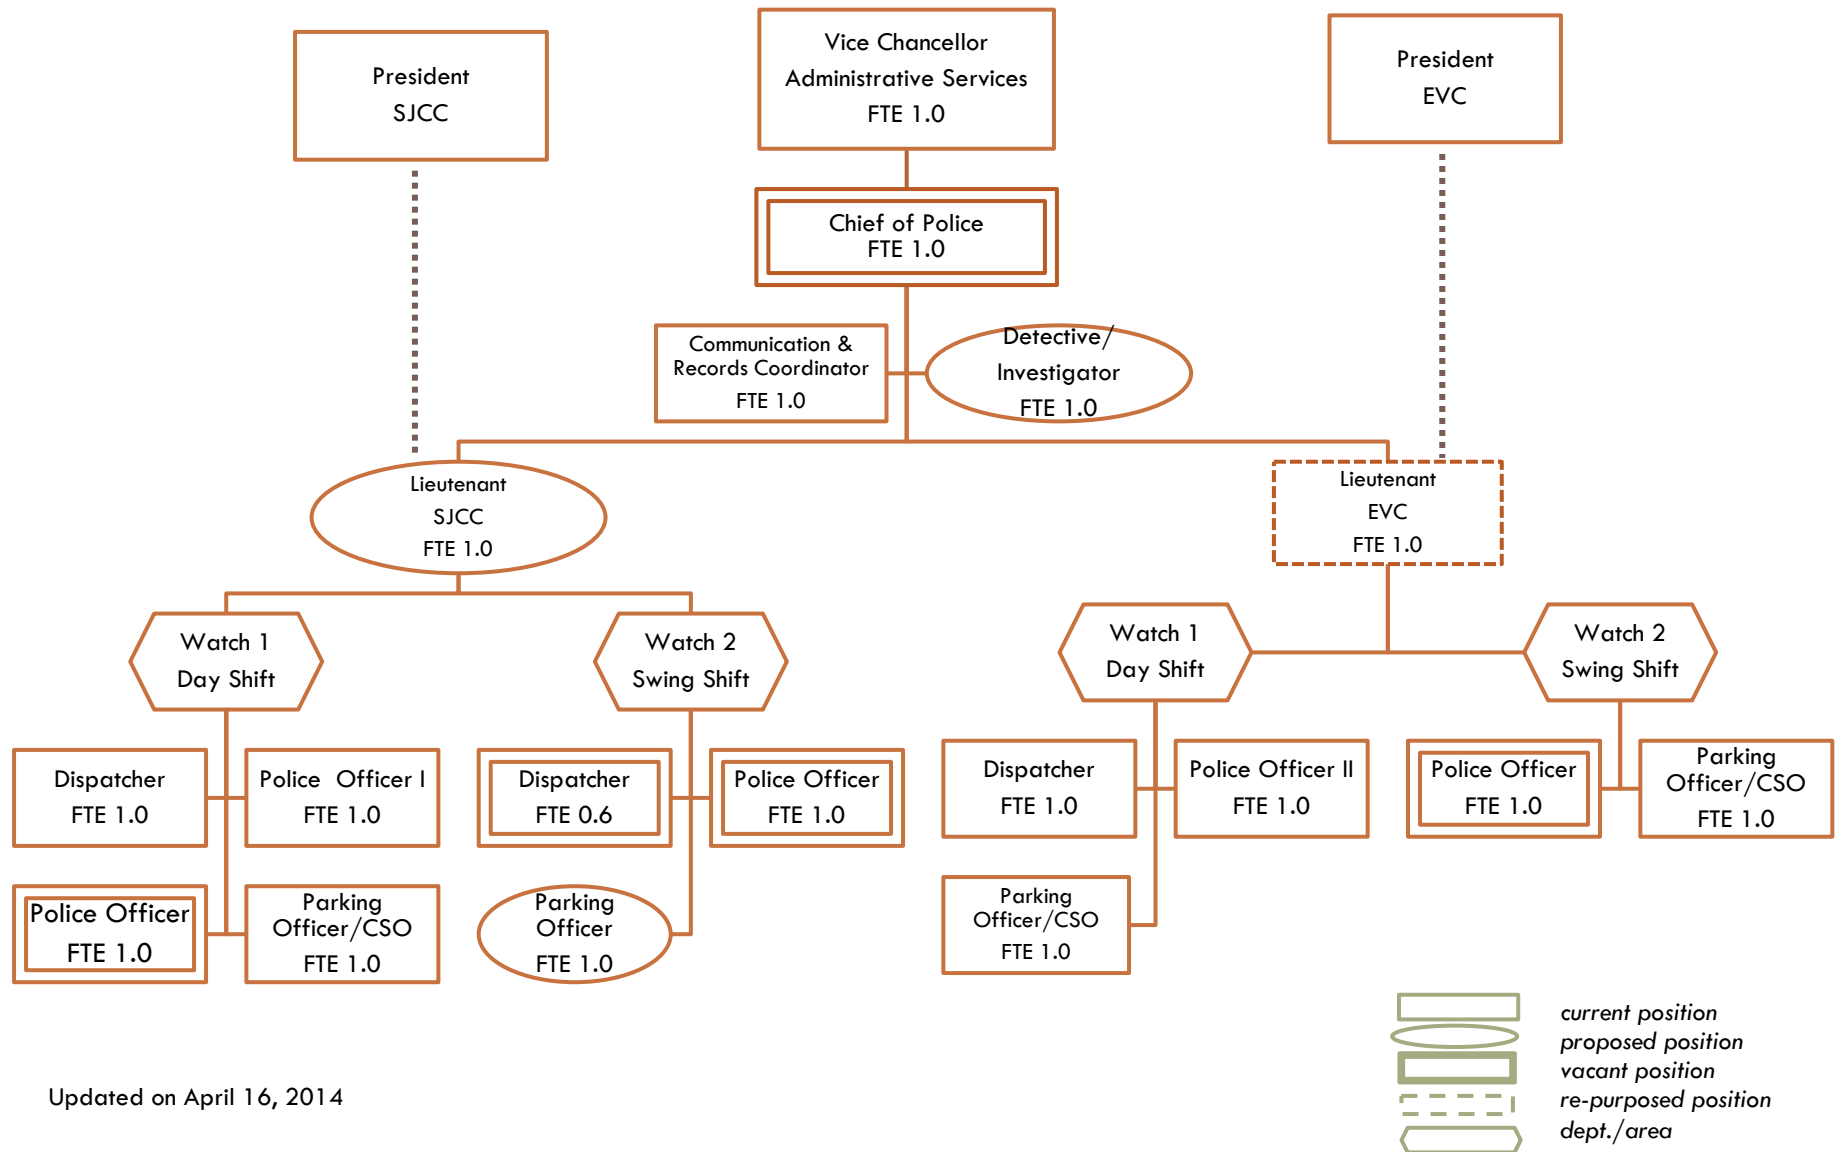 President
SJCC
Vice Chancellor
Administrative Services
FTE 1.0
President
EVC
Chief of Police
FTE 1.0
Communication &
Records Coordinator
FTE 1.0
Detective/
Investigator
FTE 1.0
Lieutenant
SJCC
FTE 1.0
Lieutenant
EVC
FTE 1.0
Watch 1
Day Shift
Watch 2
Swing Shift
Watch 1
Day Shift
Watch 2
Swing Shift
Dispatcher
FTE 1.0
Police Officer I
FTE 1.0
Dispatcher
FTE 0.6
Police Officer
FTE 1.0
Dispatcher
FTE 1.0
Police Officer II
FTE 1.0
Police Officer
FTE 1.0
Parking
Officer/CSO
FTE 1.0
Police Officer
FTE 1.0
Parking
Officer/CSO
FTE 1.0
Parking
Officer
FTE 1.0
Parking
Officer/CSO
FTE 1.0
current position
proposed position
vacant position
re-purposed position
dept./area
Updated on April 16, 2014